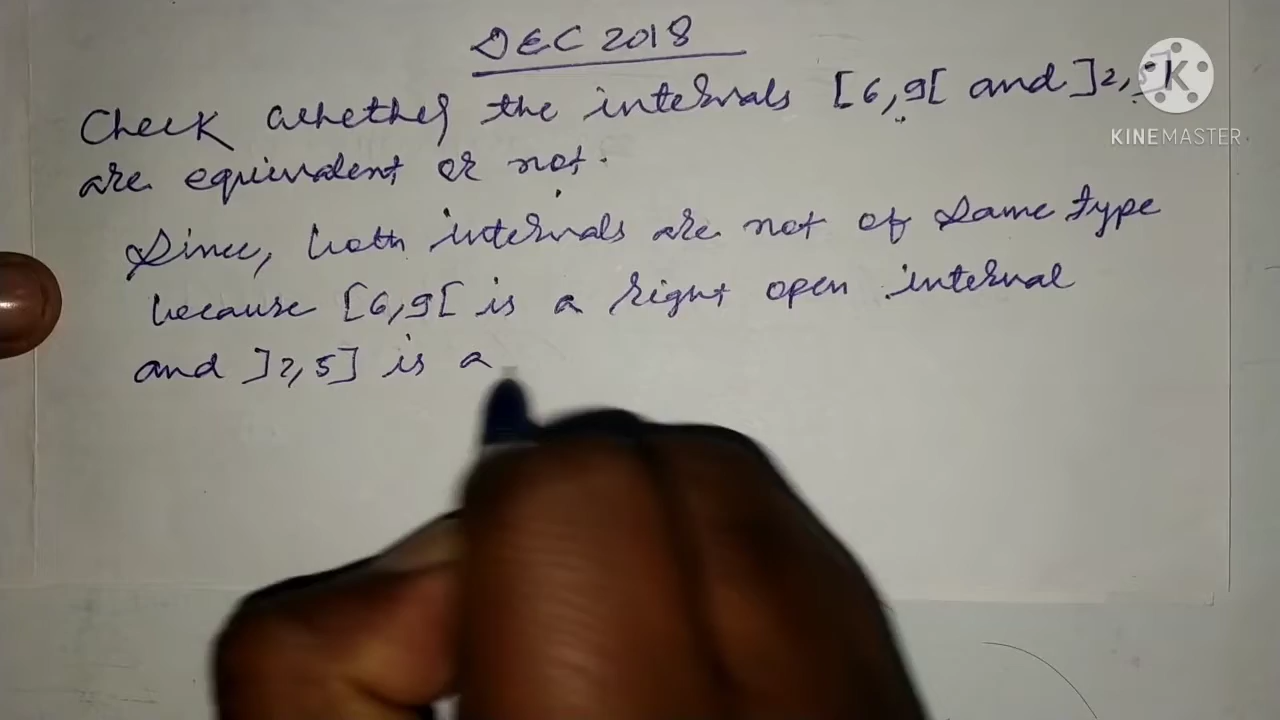 DEC 2018
Check whether the intervals [6,9[ and ]2,
are equivalent or not.
Since, both intervals are not of same type
because [6,9[ is a right open interval
and ]2,5] is a
KINEMASTER